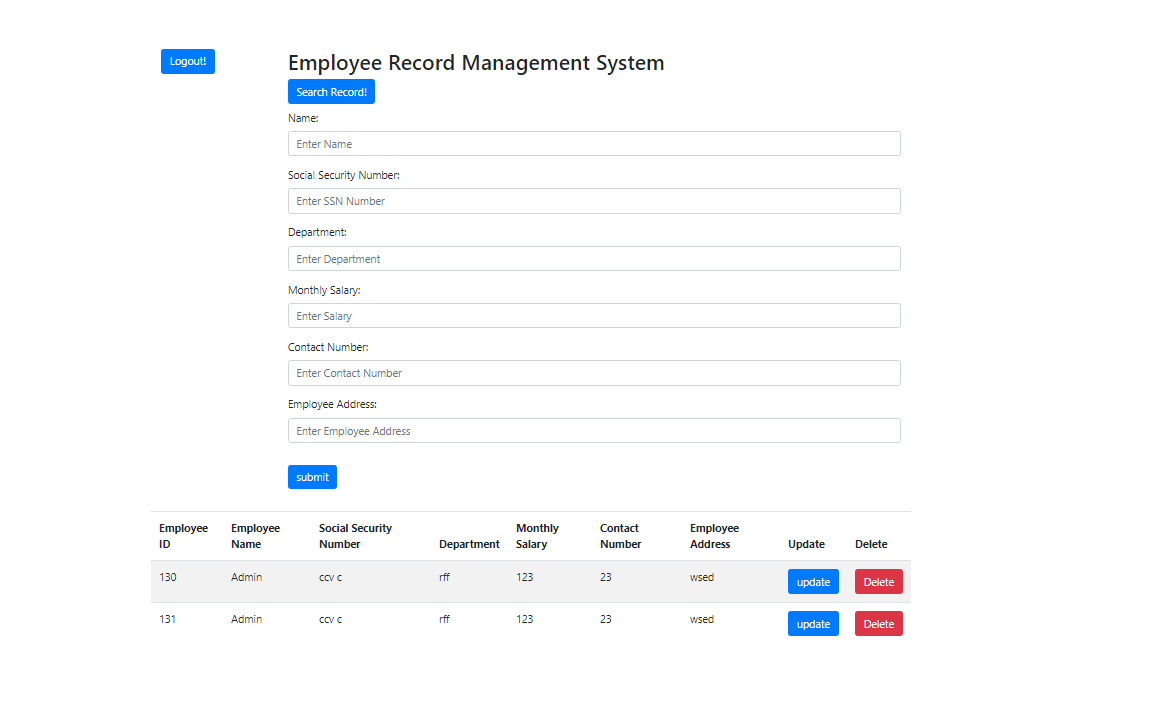 Logout!
Employee Record Management System
Search Record!
Name:
Enter Name
Social Security Number:
Enter SSN Number
Department:
Enter Department
Monthly Salary:
Enter Salary
Contact Number:
Enter Contact Number
Employee Address:
Enter Employee Address
submit
Employee ID Employee Name Social Security Number Department Monthly Salary Contact Number Employee Address Update Delete
130 Admin ccv c rff 123 23 wsed update Delete
131 Admin ccv c rff 123 23 wsed update Delete